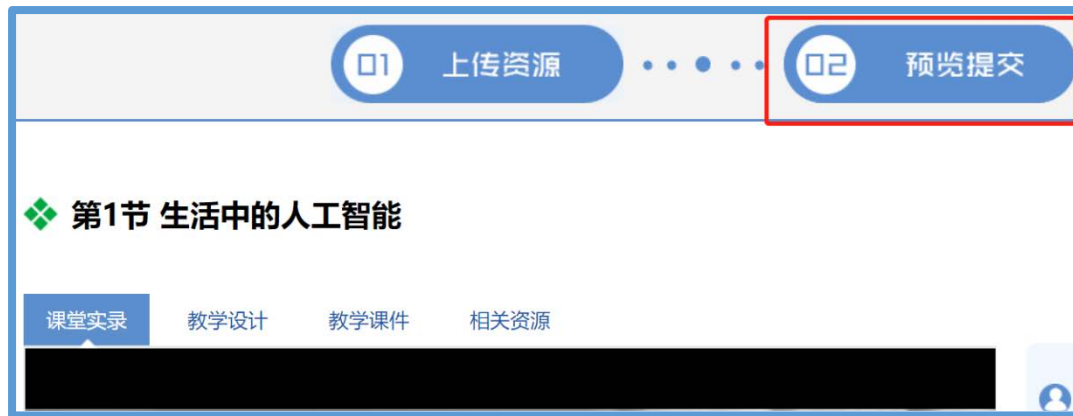 01 上传资源 02 预览提交
第1节 生活中的人工智能
课堂实录 教学设计 教学课件 相关资源